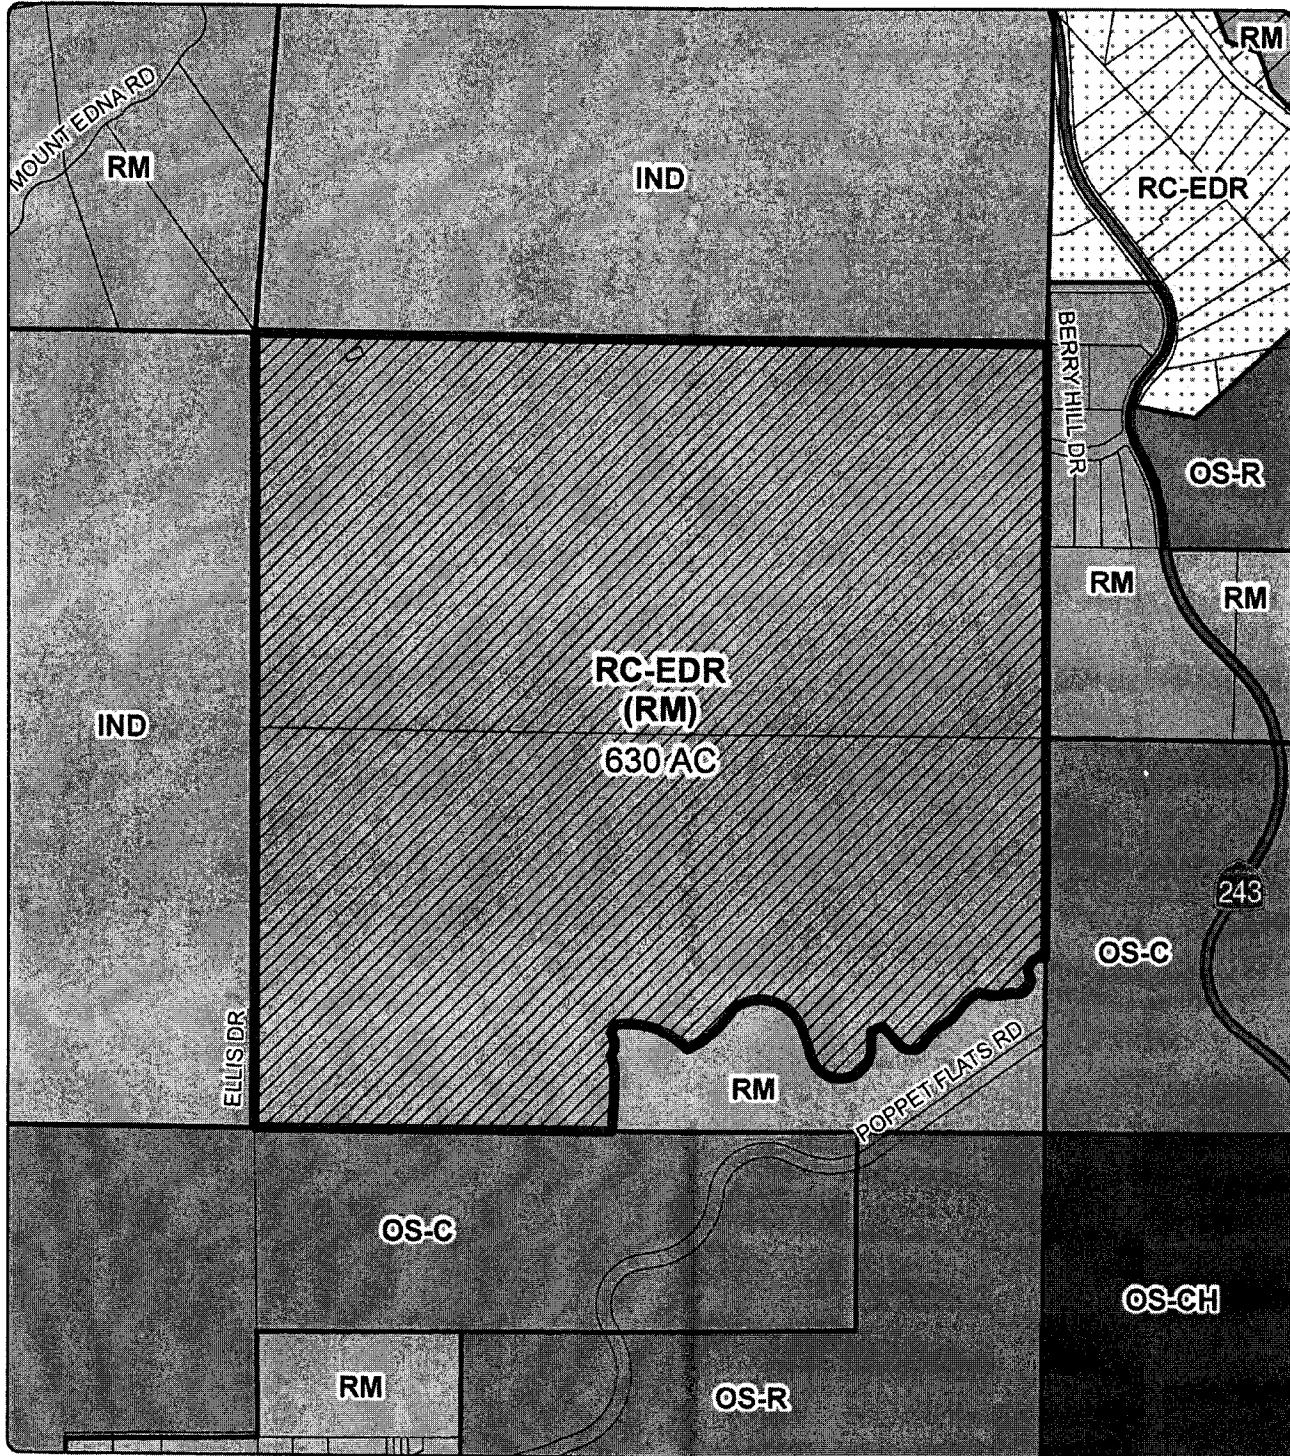 RM
MOUNT EDNA RD
RM
IND
RC-EDR
BERRY HILL DR
OS-R
RM
RM
RC-EDR
(RM)
630 AC
IND
243
OS-C
ELLIS DR
RM
POPPET FLATS RD
OS-C
OS-CH
RM
OS-R